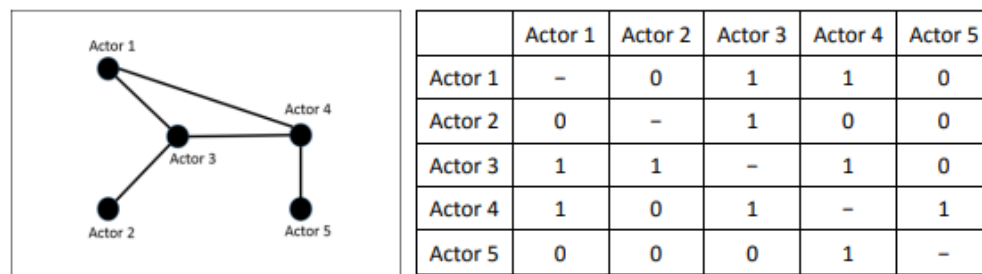 Actor 1
Actor 4
Actor 3
Actor 2
Actor 5
Actor 1 Actor 2 Actor 3 Actor 4 Actor 5
Actor 1 – 0 1 1 0
Actor 2 0 – 1 0 0
Actor 3 1 1 – 1 0
Actor 4 1 0 1 – 1
Actor 5 0 0 0 1 –